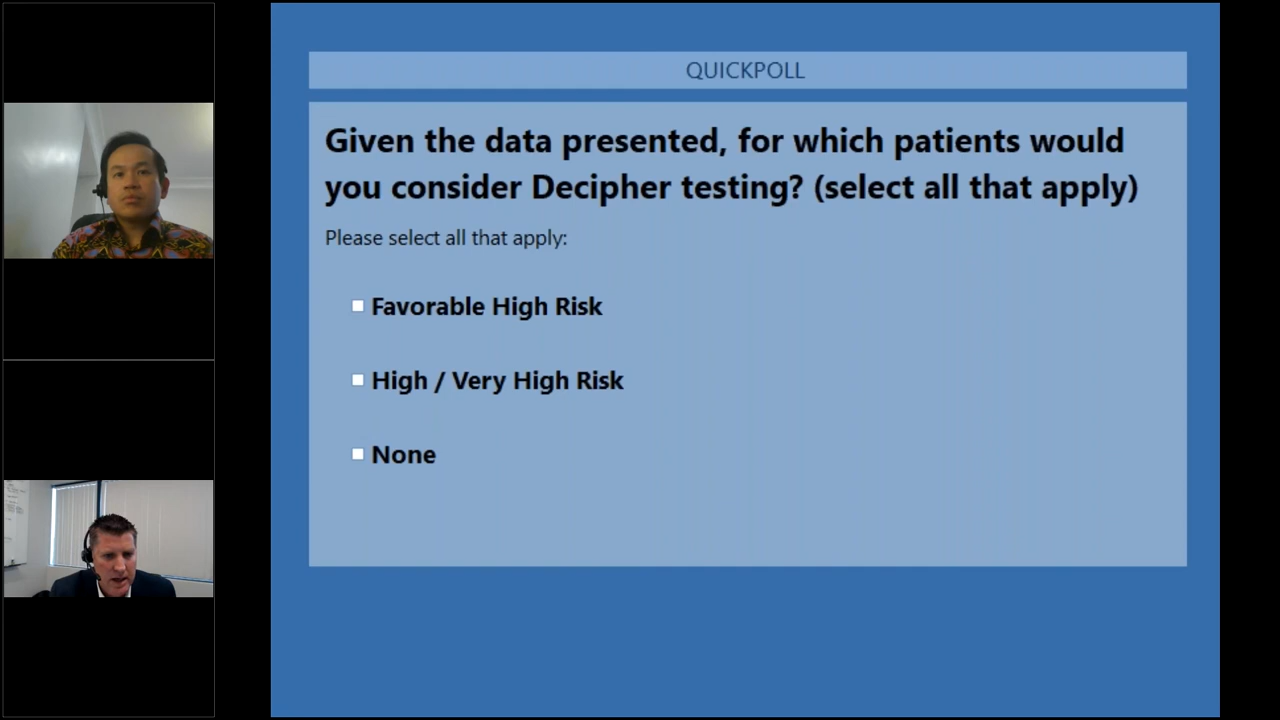 QUICKPOLL
Given the data presented, for which patients would
you consider Decipher testing? (select all that apply)
Please select all that apply:
Favorable High Risk
High / Very High Risk
None